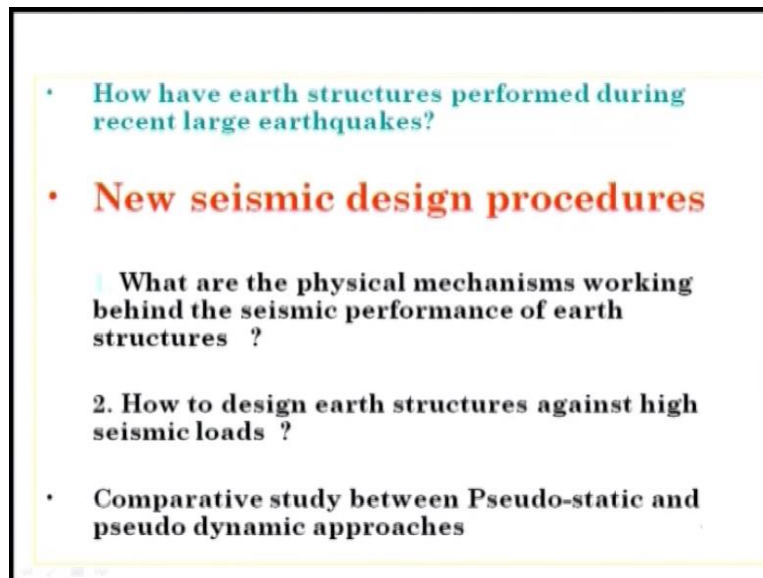 • How have earth structures performed during
recent large earthquakes?
• New seismic design procedures
1 What are the physical mechanisms working
behind the seismic performance of earth
structures ?
2. How to design earth structures against high
seismic loads ?
• Comparative study between Pseudo-static and
pseudo dynamic approaches